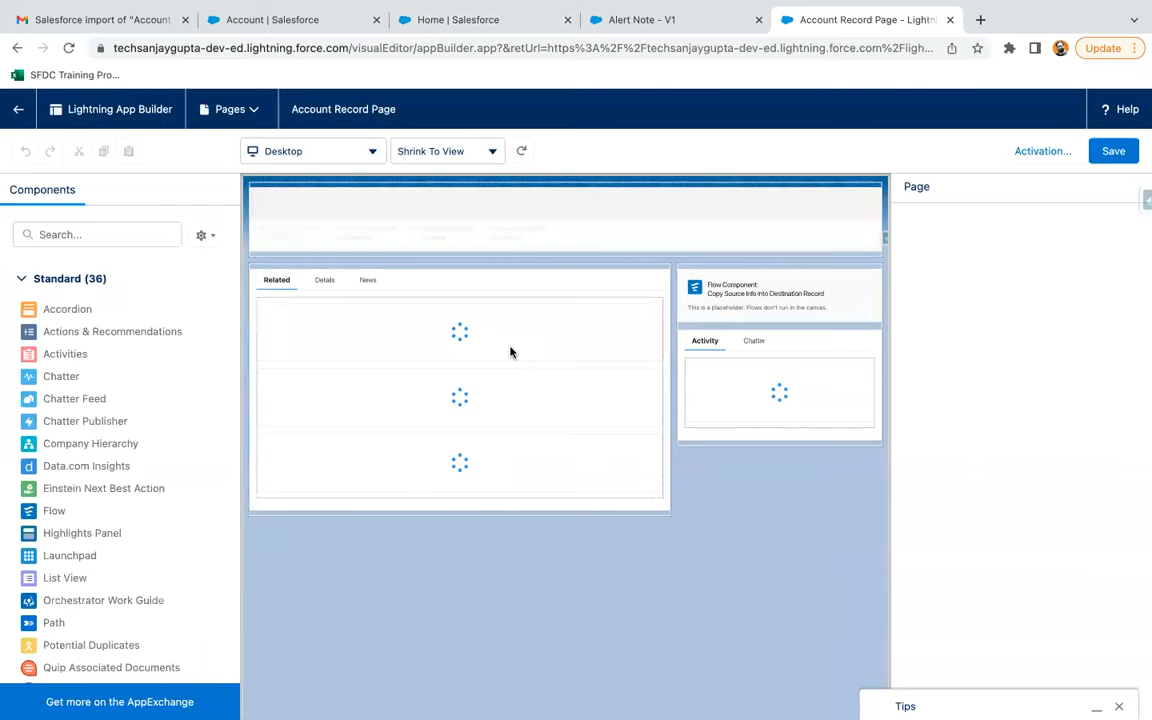 Salesforce import of "Account
Account | Salesforce
Home | Salesforce
Alert Note - V1
Account Record Page - Lightni
techsanjaygupta-dev-ed.lightning.force.com/visualEditor/appBuilder.app?&retUrl=https%3A%2F%2Ftechsanjaygupta-dev-ed.lightning.force.com%2Fligh...
Update
SFDC Training Pro...
Lightning App Builder
Pages
Account Record Page
? Help
Desktop
Shrink To View
Activation...
Save
Components
Page
Search...
Standard (36)
Accordion
Actions & Recommendations
Activities
Chatter
Chatter Feed
Chatter Publisher
Company Hierarchy
Data.com Insights
Einstein Next Best Action
Flow
Highlights Panel
Launchpad
List View
Orchestrator Work Guide
Path
Potential Duplicates
Quip Associated Documents
Get more on the AppExchange
Related
Details
News
Flow Component:
Copy Source Info into Destination Record
This is a placeholder. Flows don't run in the canvas.
Activity
Chatter
Tips